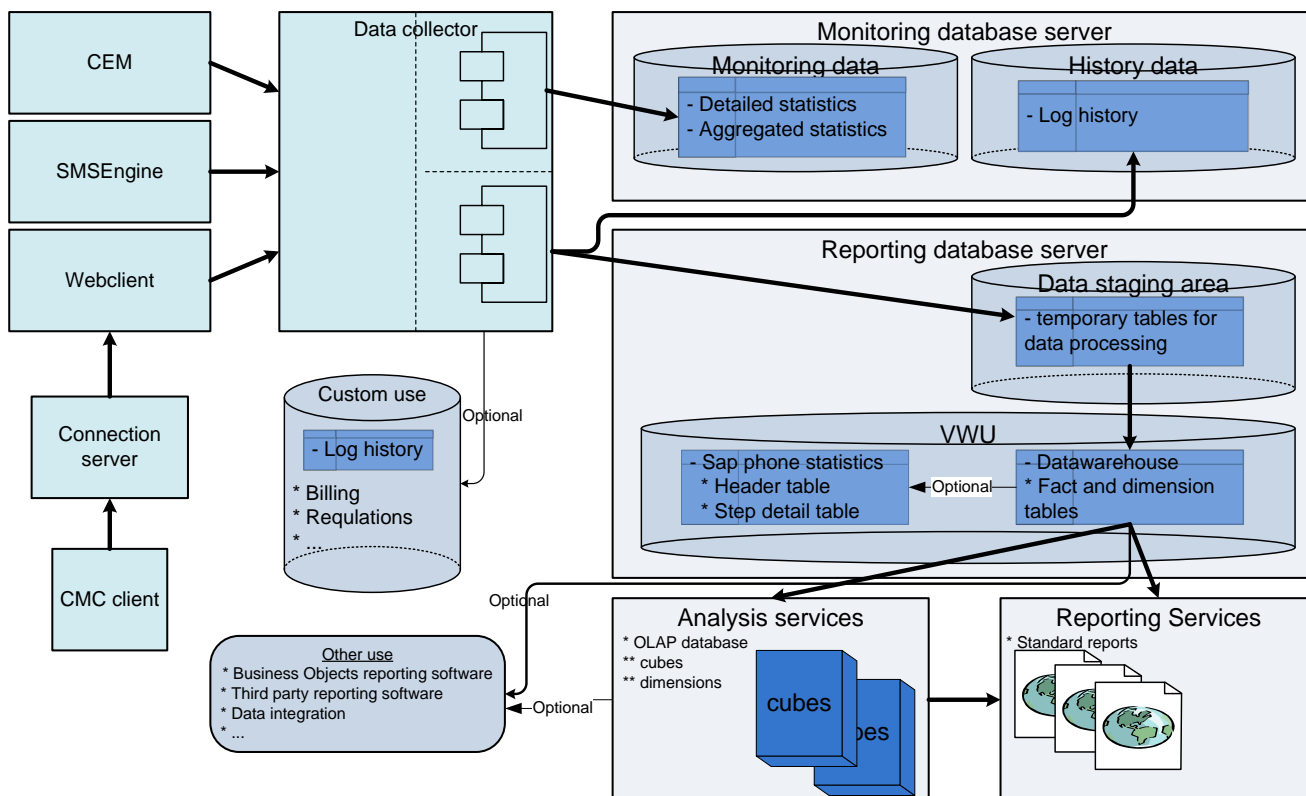 CEM
SMSEngine
Webclient
Connection
server
CMC client
Data collector
Custom use
- Log history
* Billing
* Requlations
* ...
Optional
Monitoring database server
Monitoring data
- Detailed statistics
- Aggregated statistics
History data
- Log history
Reporting database server
Data staging area
- temporary tables for
data processing
VWU
- Sap phone statistics
* Header table
* Step detail table
Optional
- Datawarehouse
* Fact and dimension
tables
Optional
Other use
* Business Objects reporting software
* Third party reporting software
* Data integration
* ...
Optional
Analysis services
* OLAP database
** cubes
** dimensions
cubes
bes
Reporting Services
* Standard reports